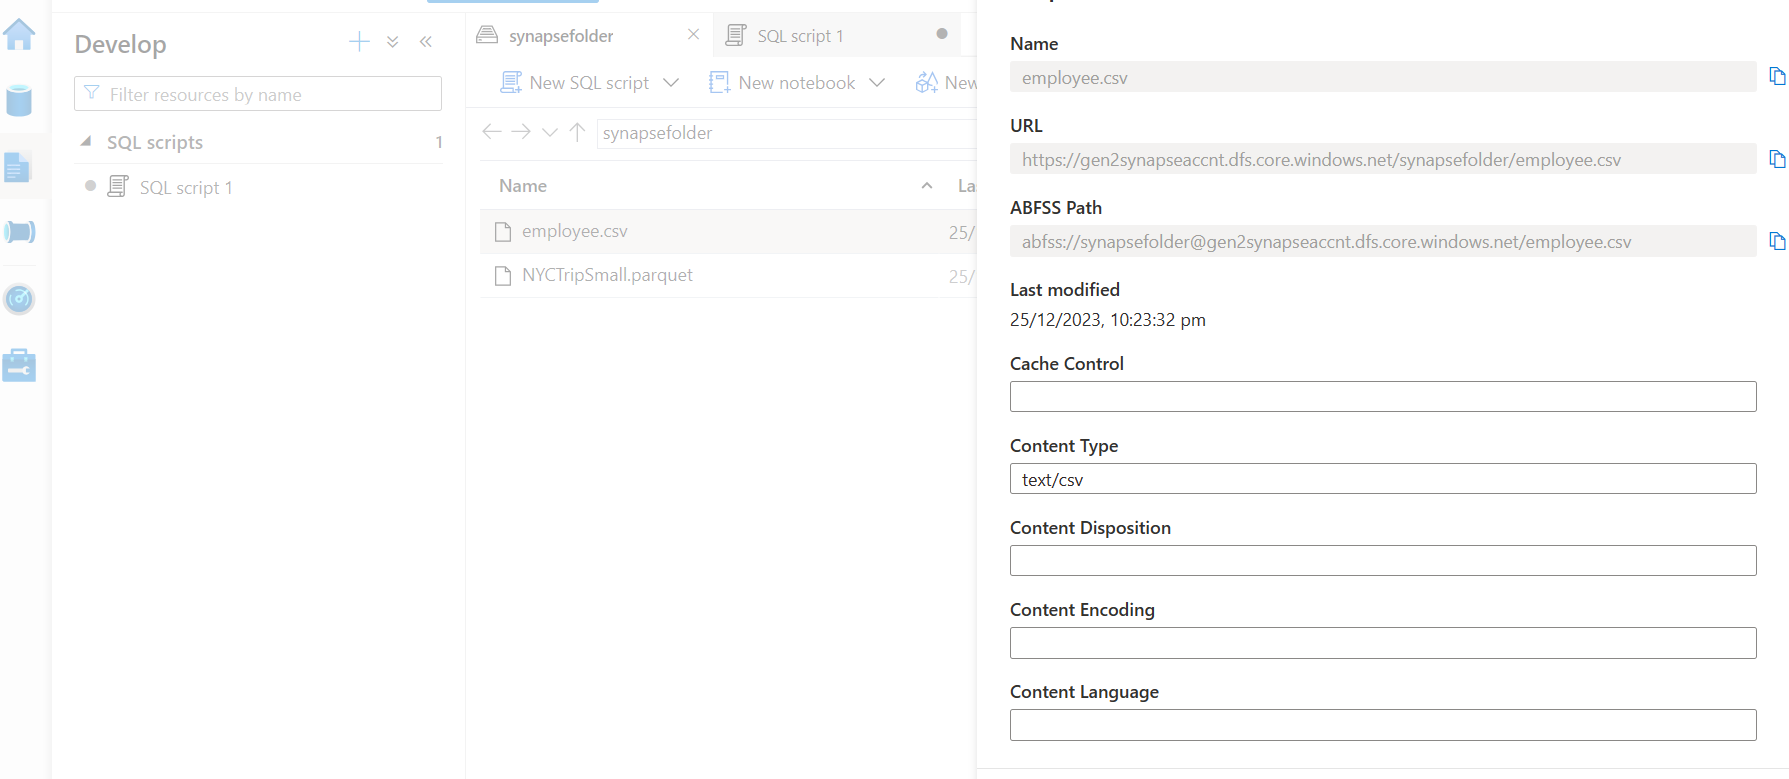 Develop
Filter resources by name
SQL scripts 1
SQL script 1
synapsefolder
SQL script 1
New SQL script
New notebook
New
synapsefolder
Name
La
employee.csv
25/
NYCTripSmall.parquet
25/
Name
employee.csv
URL
https://gen2synapseaccnt.dfs.core.windows.net/synapsefolder/employee.csv
ABFSS Path
abfss://synapsefolder@gen2synapseaccnt.dfs.core.windows.net/employee.csv
Last modified
25/12/2023, 10:23:32 pm
Cache Control
Content Type
text/csv
Content Disposition
Content Encoding
Content Language